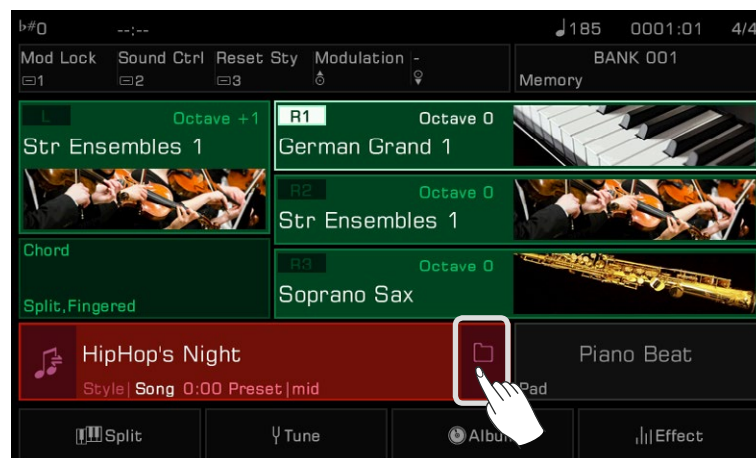 ♭#0 --:-- ♩185 0001:01 4/4
Mod Lock Sound Ctrl Reset Sty Modulation - BANK 001
1 2 3 Memory
L Octave +1 R1 Octave 0
Str Ensembles 1 German Grand 1
R2 Octave 0
Str Ensembles 1
Chord R3 Octave 0
Split,Fingered Soprano Sax
HipHop's Night Piano Beat
Style|Song 0:00 Preset|mid Pad
Split Tune Albu Effect